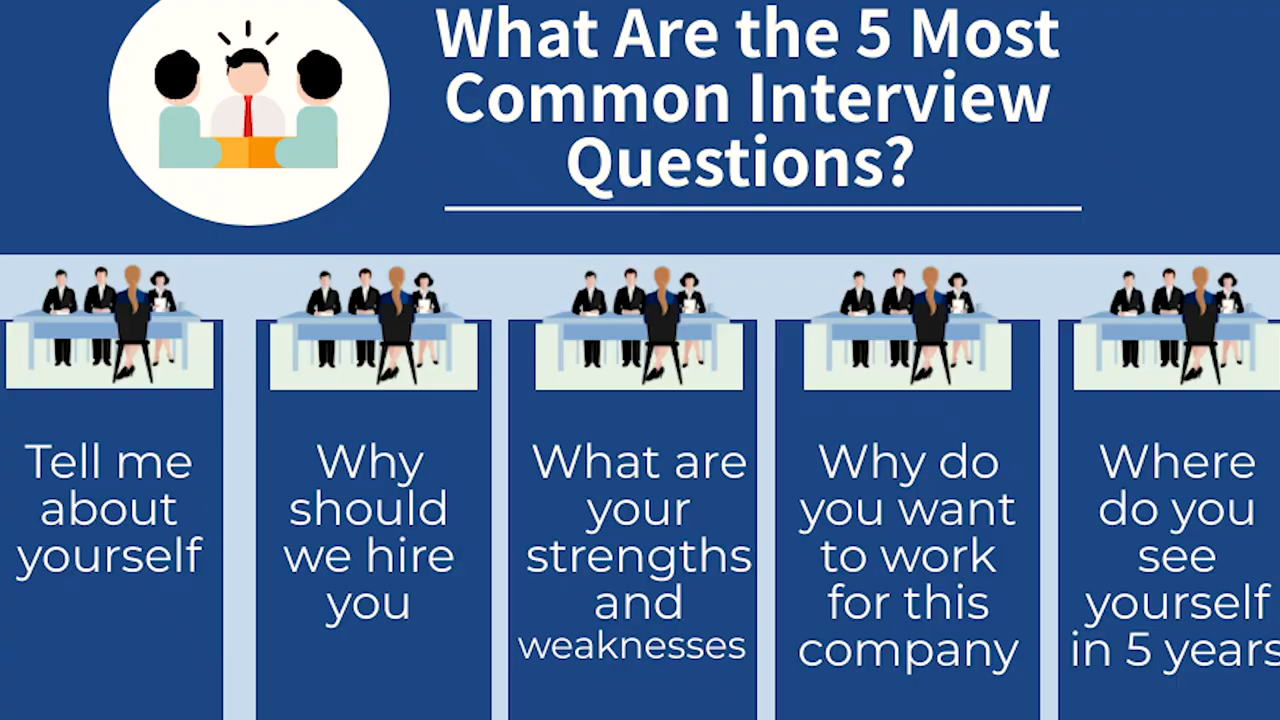 What Are the 5 Most
Common Interview
Questions?
Tell me
about
yourself
Why
should
we hire
you
What are
your
strengths
and
weaknesses
Why do
you want
to work
for this
company
Where
do you
see
yourself
in 5 years